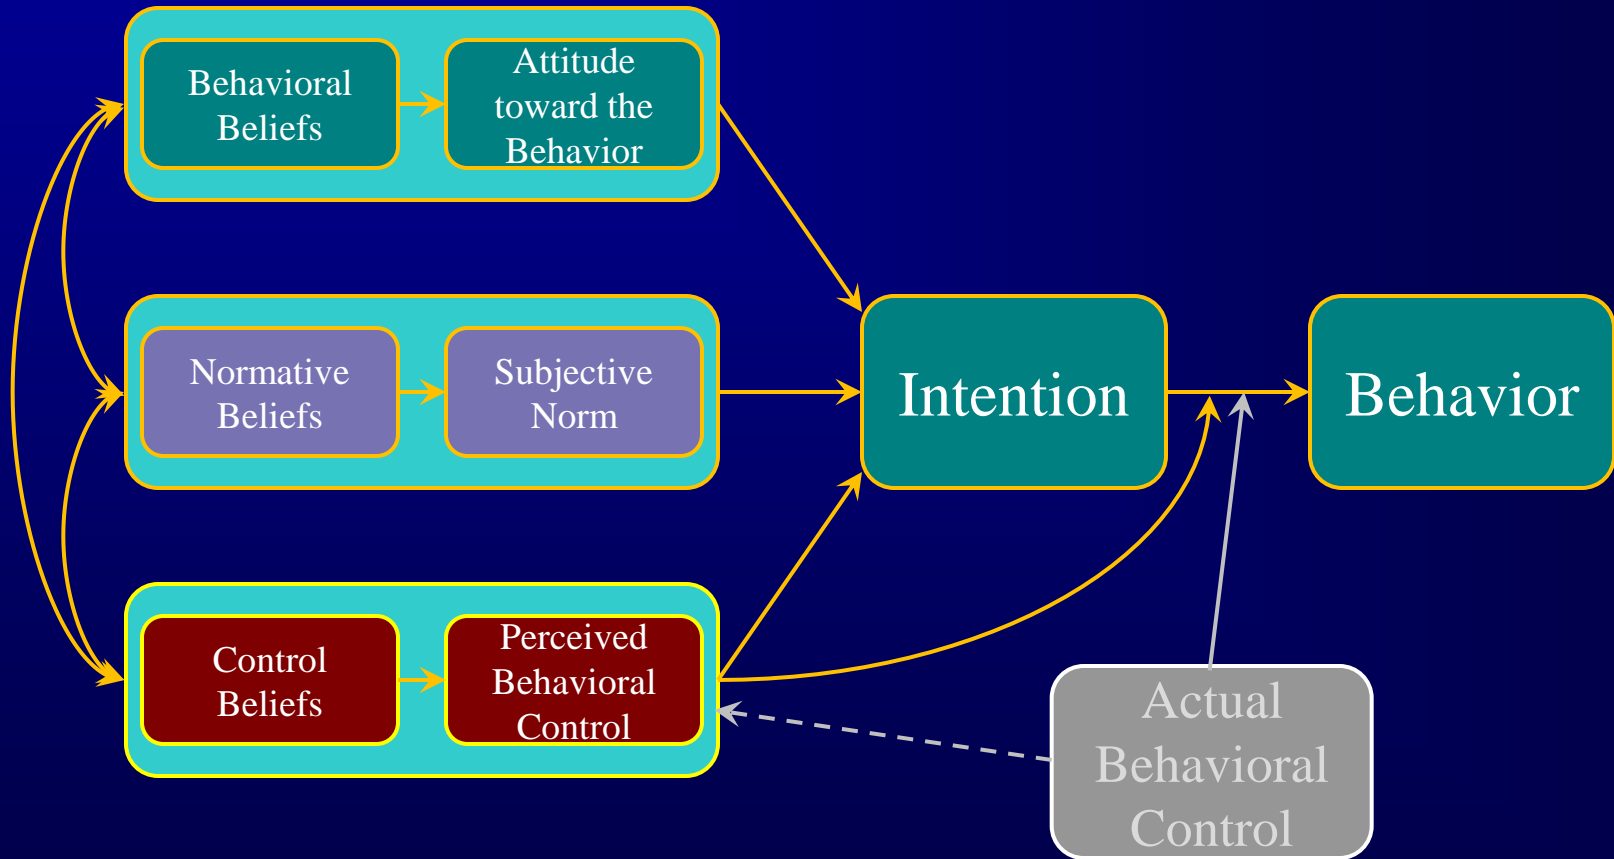 Behavioral
Beliefs
Attitude
toward the
Behavior
Normative
Beliefs
Subjective
Norm
Intention
Behavior
Control
Beliefs
Perceived
Behavioral
Control
Actual
Behavioral
Control